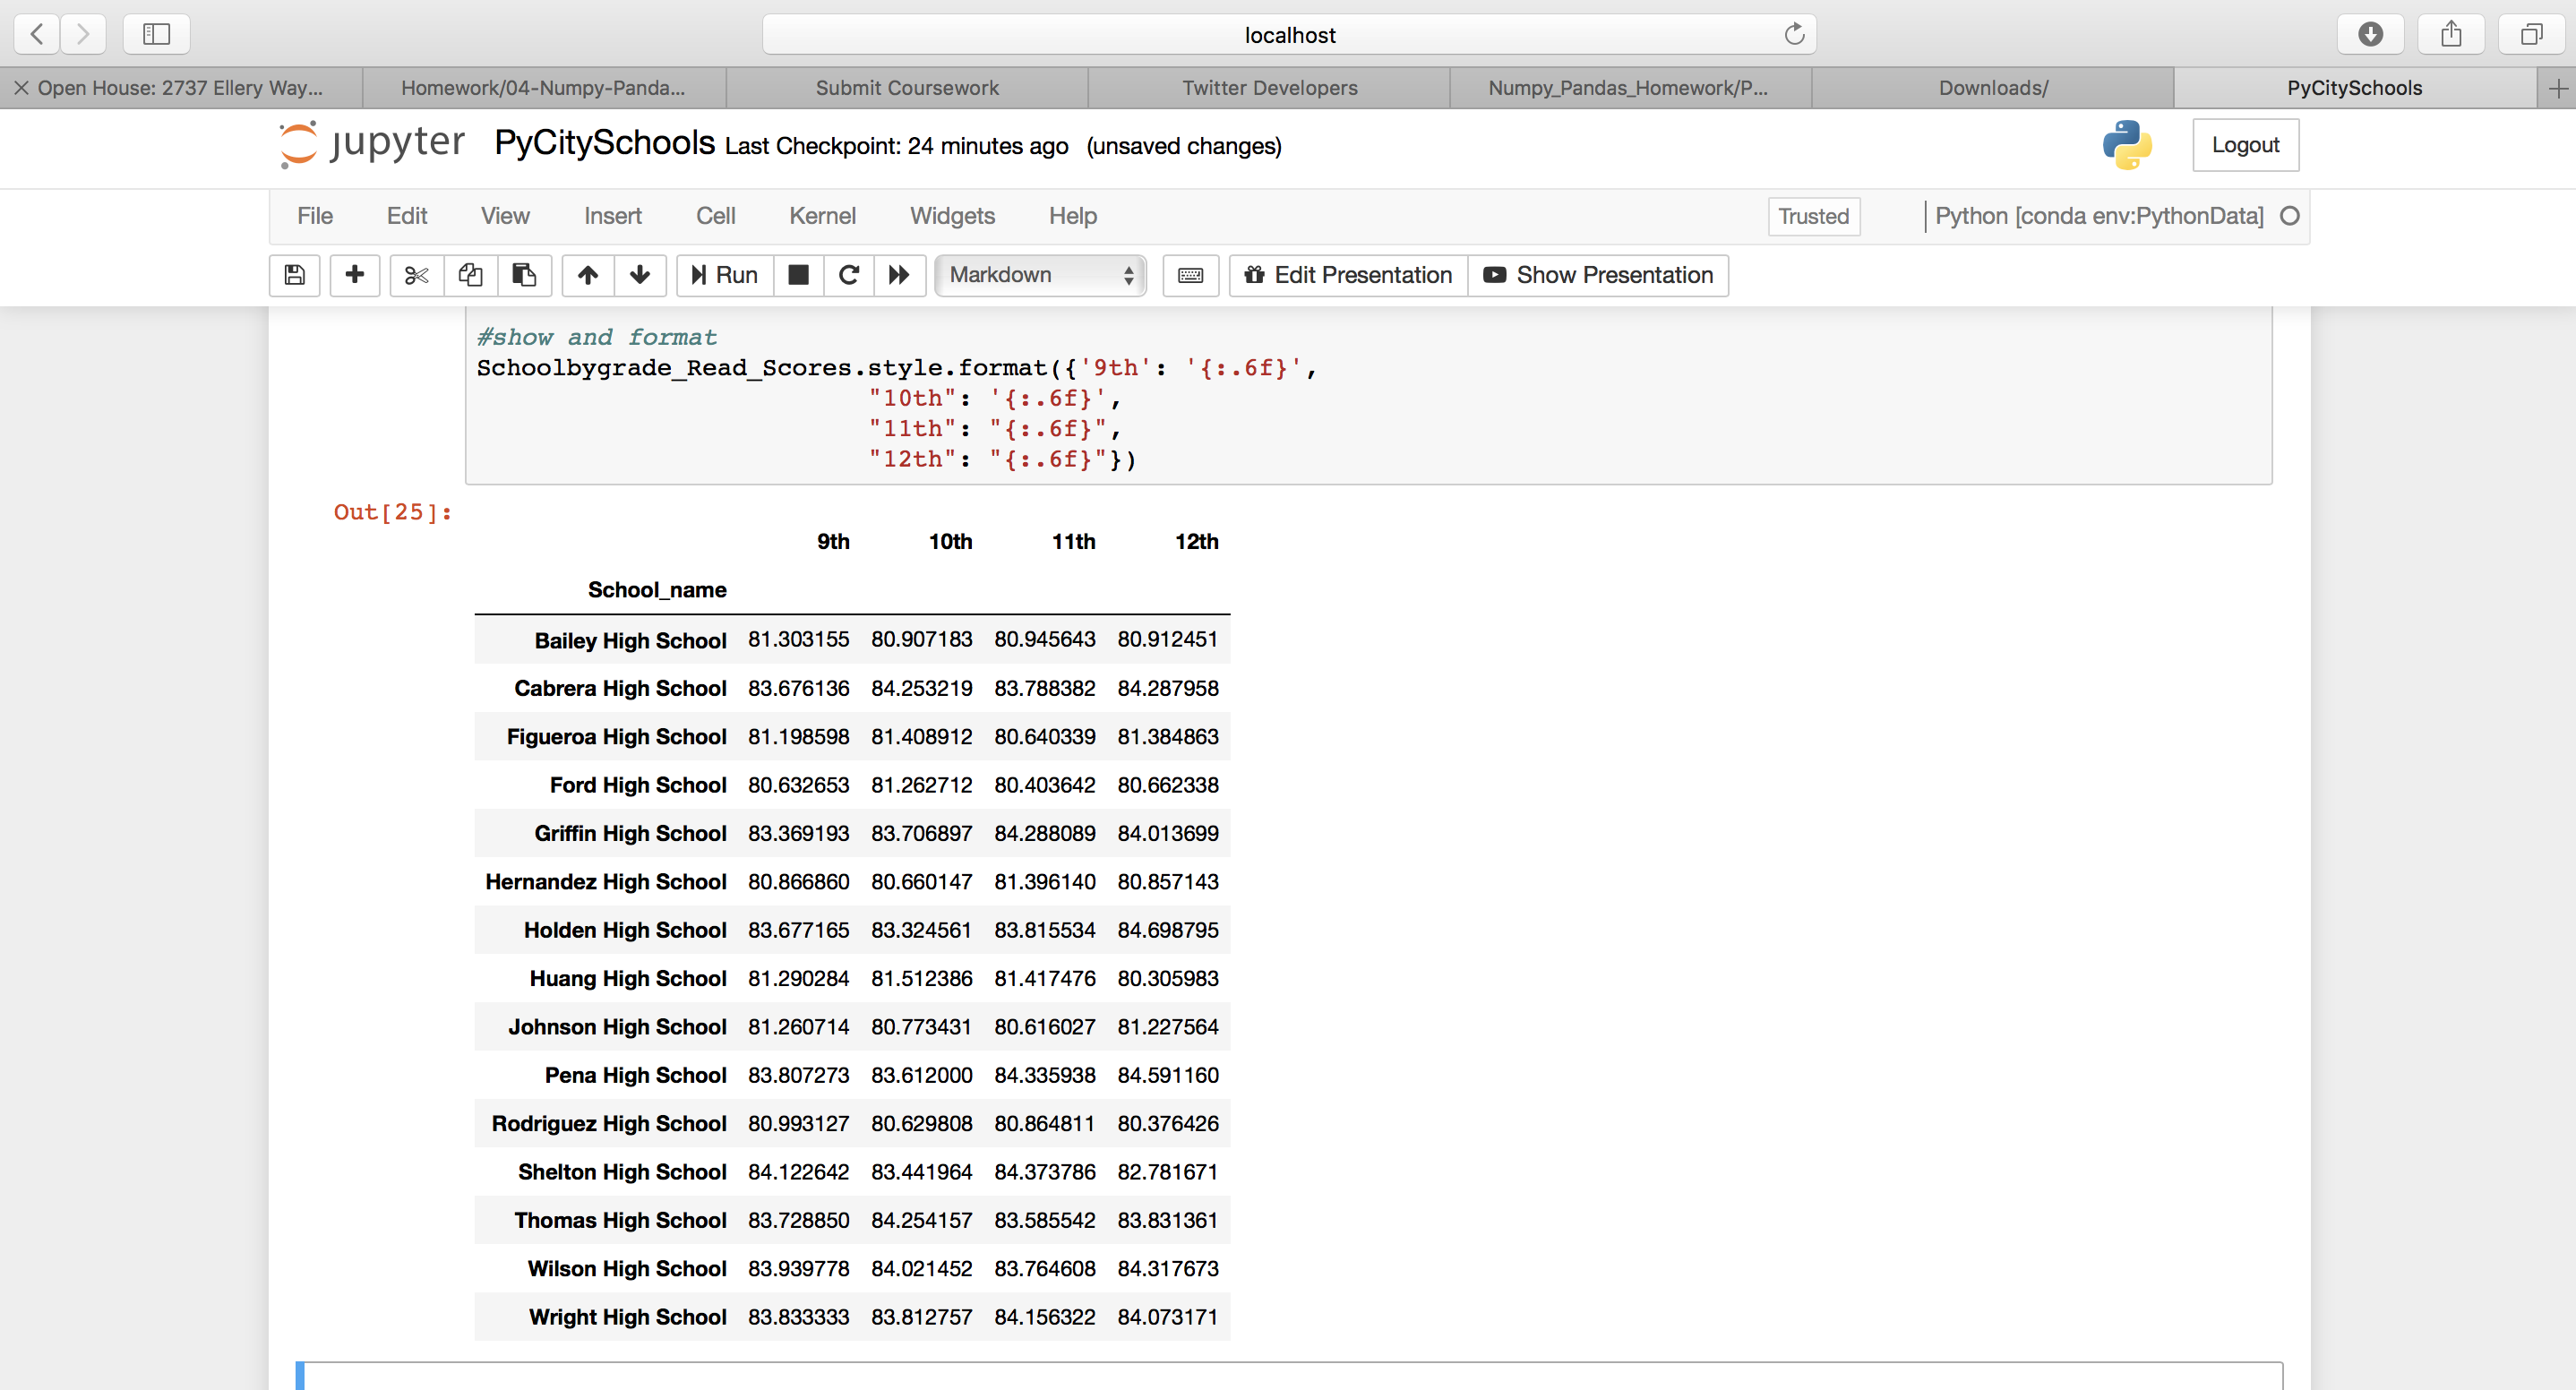 localhost
Open House: 2737 Ellery Way...
Homework/04-Numpy-Panda...
Submit Coursework
Twitter Developers
Numpy_Pandas_Homework/P...
Downloads/
PyCitySchools
jupyter PyCitySchools Last Checkpoint: 24 minutes ago (unsaved changes)
Logout
File Edit View Insert Cell Kernel Widgets Help
Trusted
Python [conda env:PythonData]
Run
Markdown
Edit Presentation
Show Presentation
#show and format
Schoolbygrade_Read_Scores.style.format({'9th': '{:.6f}',
"10th": '{:.6f}',
"11th": "{:.6f}",
"12th": "{:.6f}"})
Out[25]:
9th 10th 11th 12th
School_name
Bailey High School 81.303155 80.907183 80.945643 80.912451
Cabrera High School 83.676136 84.253219 83.788382 84.287958
Figueroa High School 81.198598 81.408912 80.640339 81.384863
Ford High School 80.632653 81.262712 80.403642 80.662338
Griffin High School 83.369193 83.706897 84.288089 84.013699
Hernandez High School 80.866860 80.660147 81.396140 80.857143
Holden High School 83.677165 83.324561 83.815534 84.698795
Huang High School 81.290284 81.512386 81.417476 80.305983
Johnson High School 81.260714 80.773431 80.616027 81.227564
Pena High School 83.807273 83.612000 84.335938 84.591160
Rodriguez High School 80.993127 80.629808 80.864811 80.376426
Shelton High School 84.122642 83.441964 84.373786 82.781671
Thomas High School 83.728850 84.254157 83.585542 83.831361
Wilson High School 83.939778 84.021452 83.764608 84.317673
Wright High School 83.833333 83.812757 84.156322 84.073171